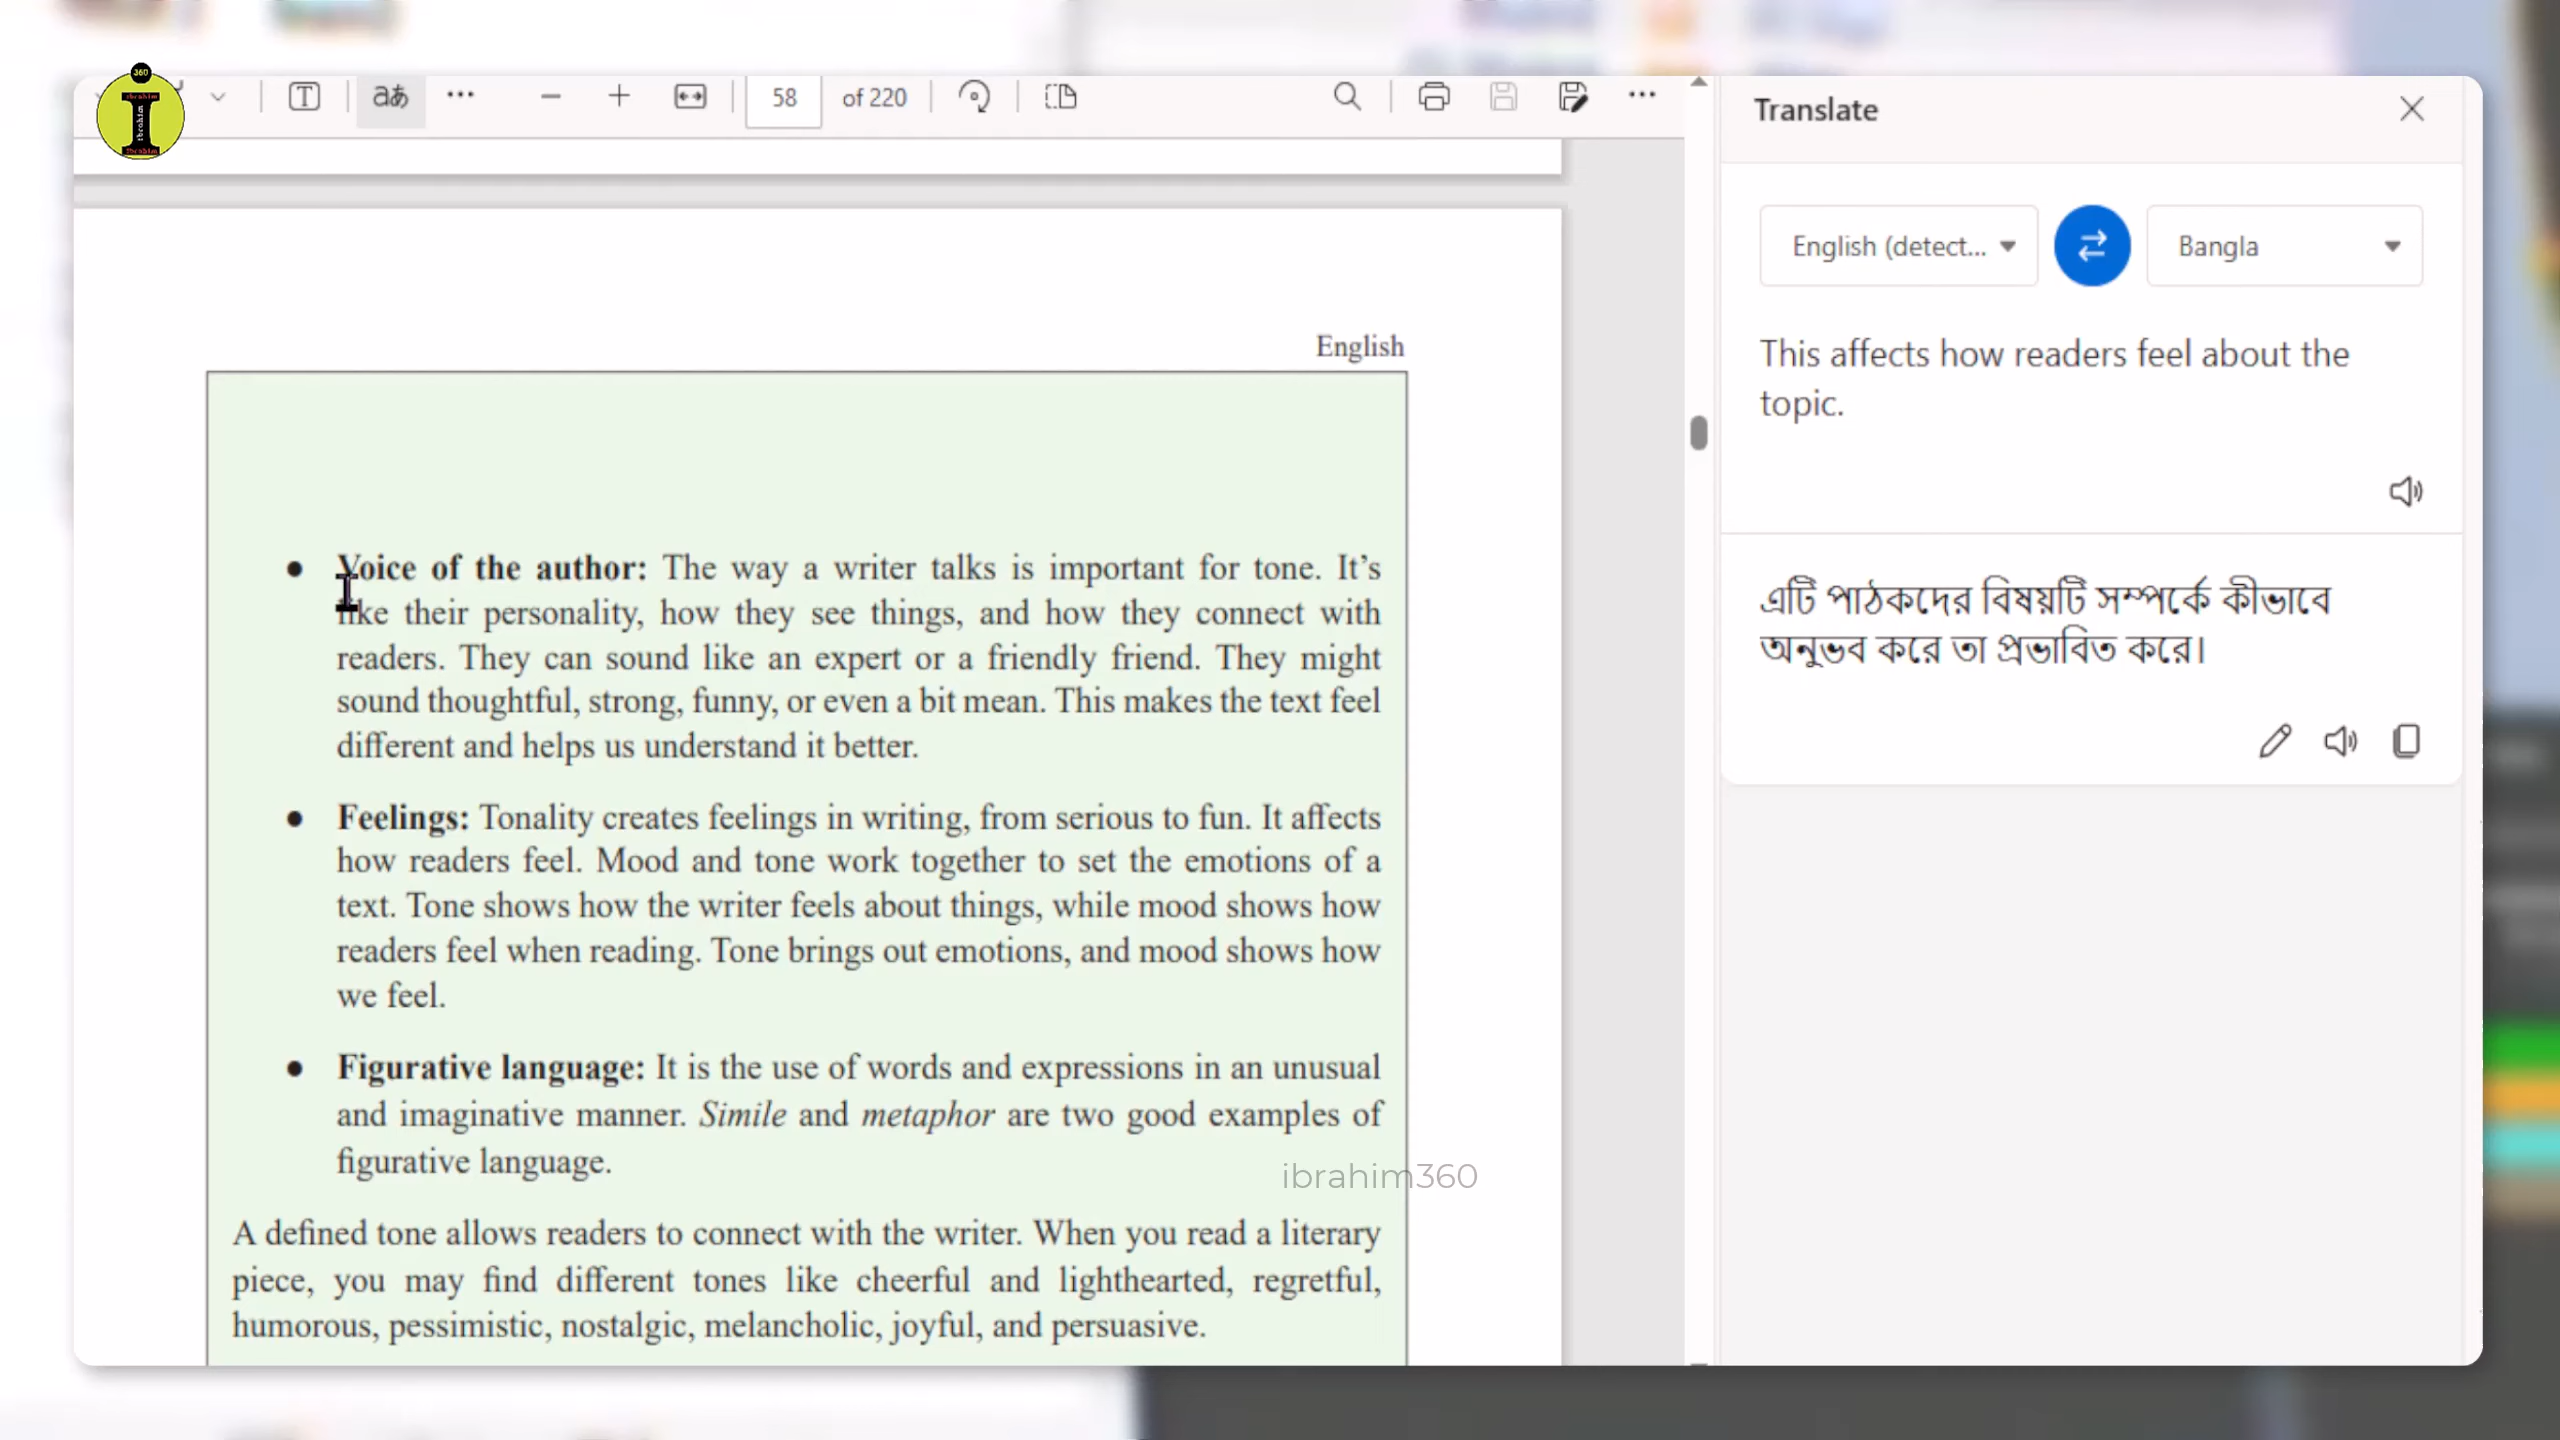 360
ibrahim
ibrahim
ibrahim
T
aあ
58
of 220
English
• Voice of the author: The way a writer talks is important for tone. It's
like their personality, how they see things, and how they connect with
readers. They can sound like an expert or a friendly friend. They might
sound thoughtful, strong, funny, or even a bit mean. This makes the text feel
different and helps us understand it better.
• Feelings: Tonality creates feelings in writing, from serious to fun. It affects
how readers feel. Mood and tone work together to set the emotions of a
text. Tone shows how the writer feels about things, while mood shows how
readers feel when reading. Tone brings out emotions, and mood shows how
we feel.
• Figurative language: It is the use of words and expressions in an unusual
and imaginative manner. Simile and metaphor are two good examples of
figurative language.
ibrahim360
A defined tone allows readers to connect with the writer. When you read a literary
piece, you may find different tones like cheerful and lighthearted, regretful,
humorous, pessimistic, nostalgic, melancholic, joyful, and persuasive.
Translate
English (detect...
Bangla
This affects how readers feel about the
topic.
এটি পাঠকদের বিষয়টি সম্পর্কে কীভাবে
অনুভব করে তা প্রভাবিত করে।